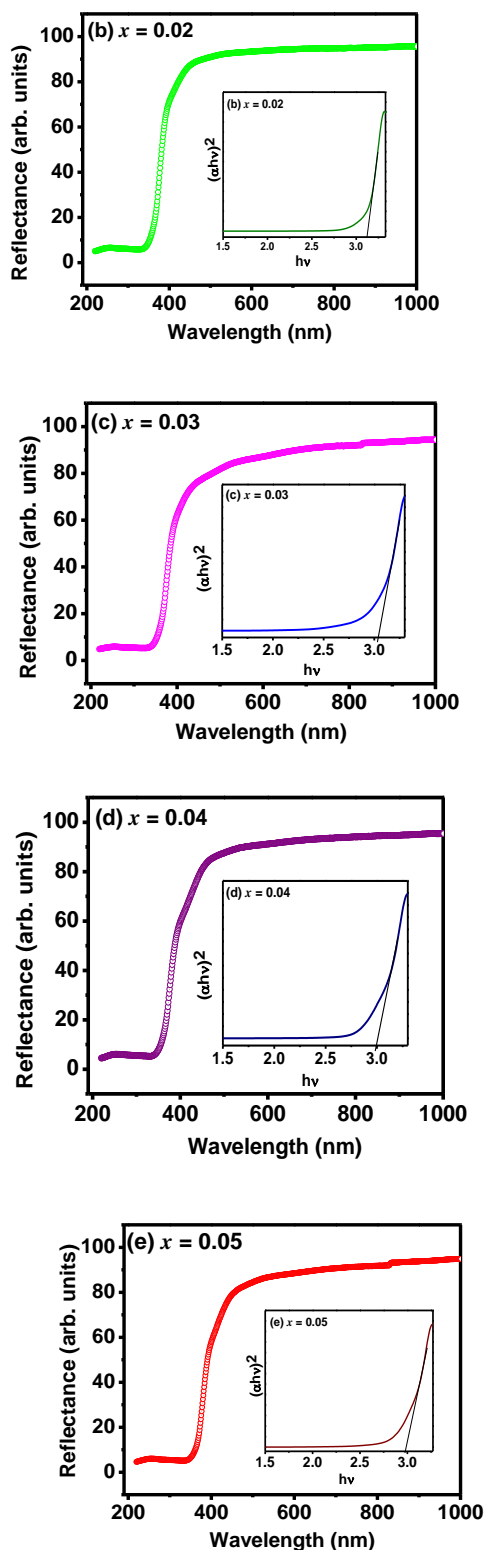 (b) x = 0.02
Reflectance (arb. units)
100
80
60
40
20
0
200 400 600 800 1000
Wavelength (nm)
(b) x = 0.02
(αhν)2
1.5 2.0 2.5 3.0
hν
(c) x = 0.03
Reflectance (arb. units)
100
80
60
40
20
0
200 400 600 800 1000
Wavelength (nm)
(c) x = 0.03
(αhν)2
1.5 2.0 2.5 3.0
hν
(d) x = 0.04
Reflectance (arb. units)
100
80
60
40
20
0
200 400 600 800 1000
Wavelength (nm)
(d) x = 0.04
(αhν)2
1.5 2.0 2.5 3.0
hν
(e) x = 0.05
Reflectance (arb. units)
100
80
60
40
20
0
200 400 600 800 1000
Wavelength (nm)
(e) x = 0.05
(αhν)2
1.5 2.0 2.5 3.0
hν